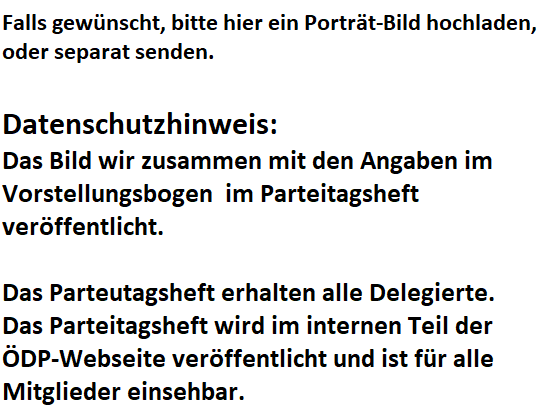 Falls gewünscht, bitte hier ein Porträt-Bild hochladen,
oder separat senden.
Datenschutzhinweis:
Das Bild wir zusammen mit den Angaben im
Vorstellungsbogen  im Parteitagsheft
veröffentlicht.
Das Parteutagsheft erhalten alle Delegierte.
Das Parteitagsheft wird im internen Teil der
ÖDP-Webseite veröffentlicht und ist für alle
Mitglieder einsehbar.